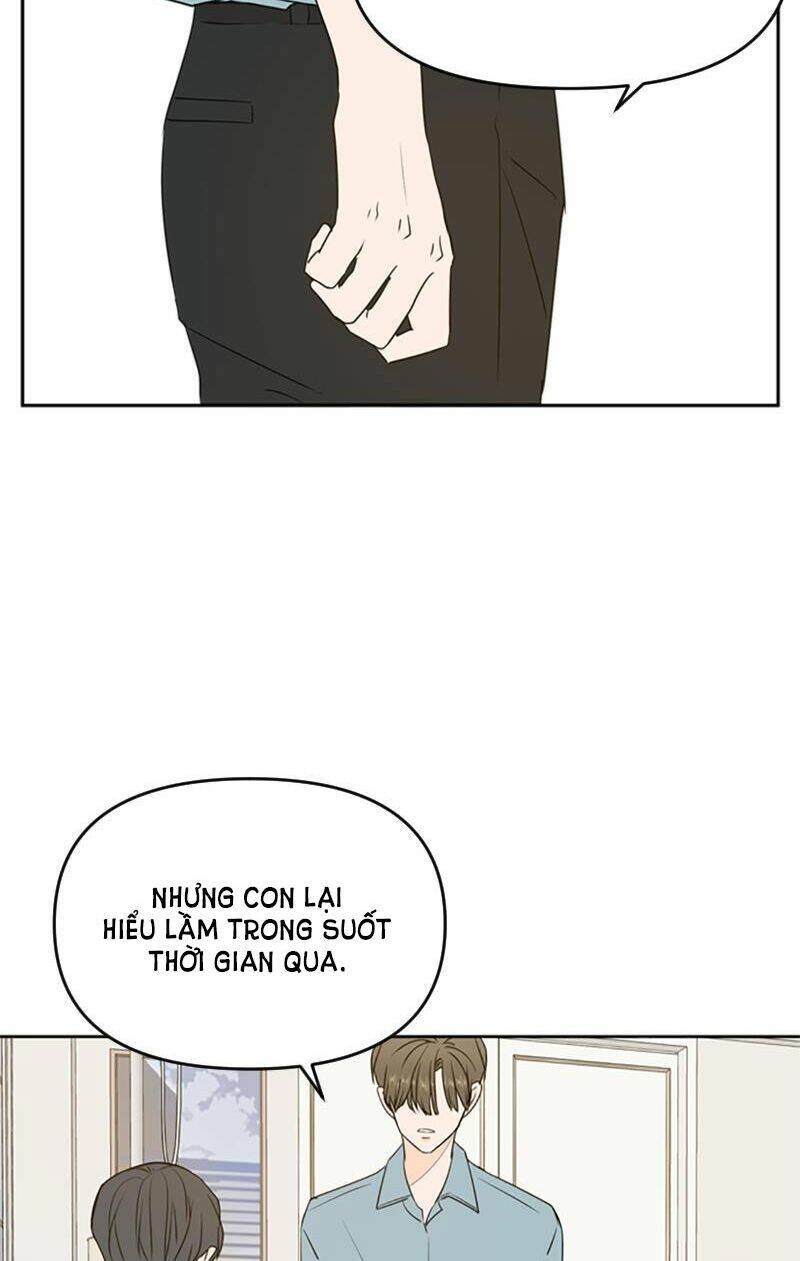 NHƯNG CON LẠI
HIỂU LẦM TRONG SUỐT
THỜI GIAN QUA.